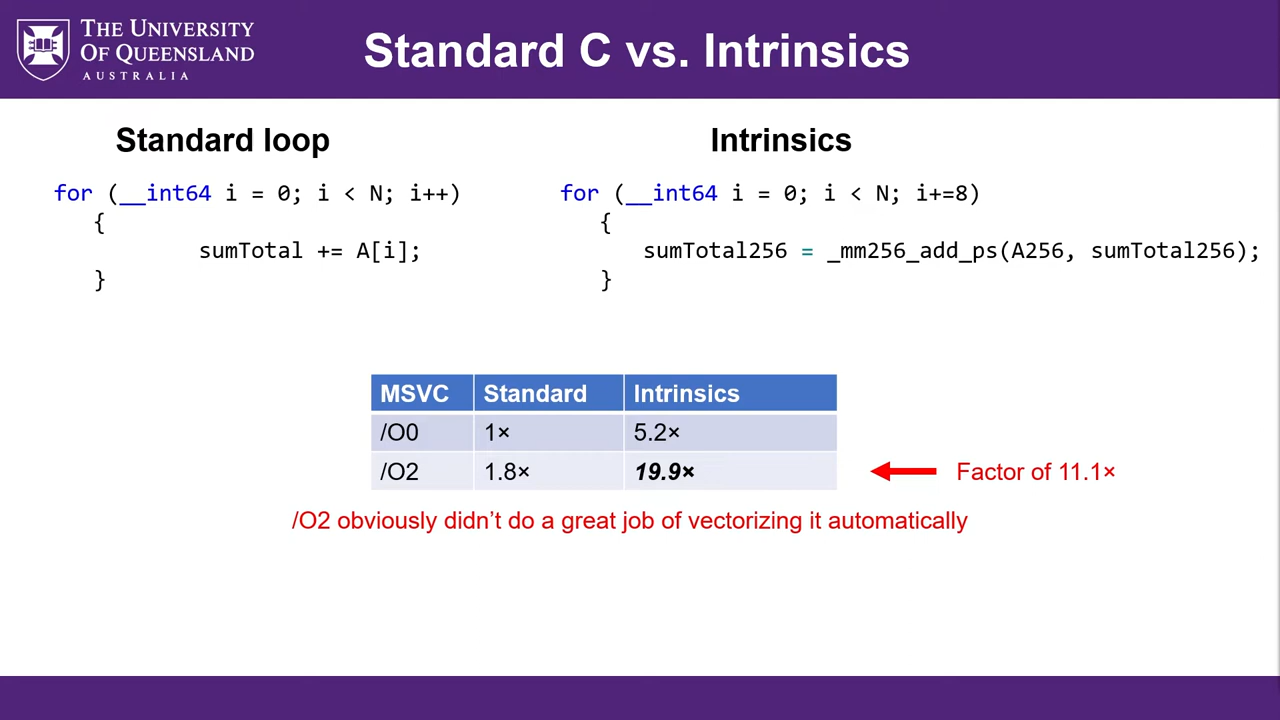 THE UNIVERSITY
OF QUEENSLAND
AUSTRALIA
Standard C vs. Intrinsics
Standard loop
for (__int64 i = 0; i < N; i++)
{
sumTotal += A[i];
}
Intrinsics
for (__int64 i = 0; i < N; i+=8)
{
sumTotal256 = _mm256_add_ps(A256, sumTotal256);
}
MSVC Standard Intrinsics
/O0 1× 5.2×
/O2 1.8× 19.9×
Factor of 11.1×
/O2 obviously didn't do a great job of vectorizing it automatically